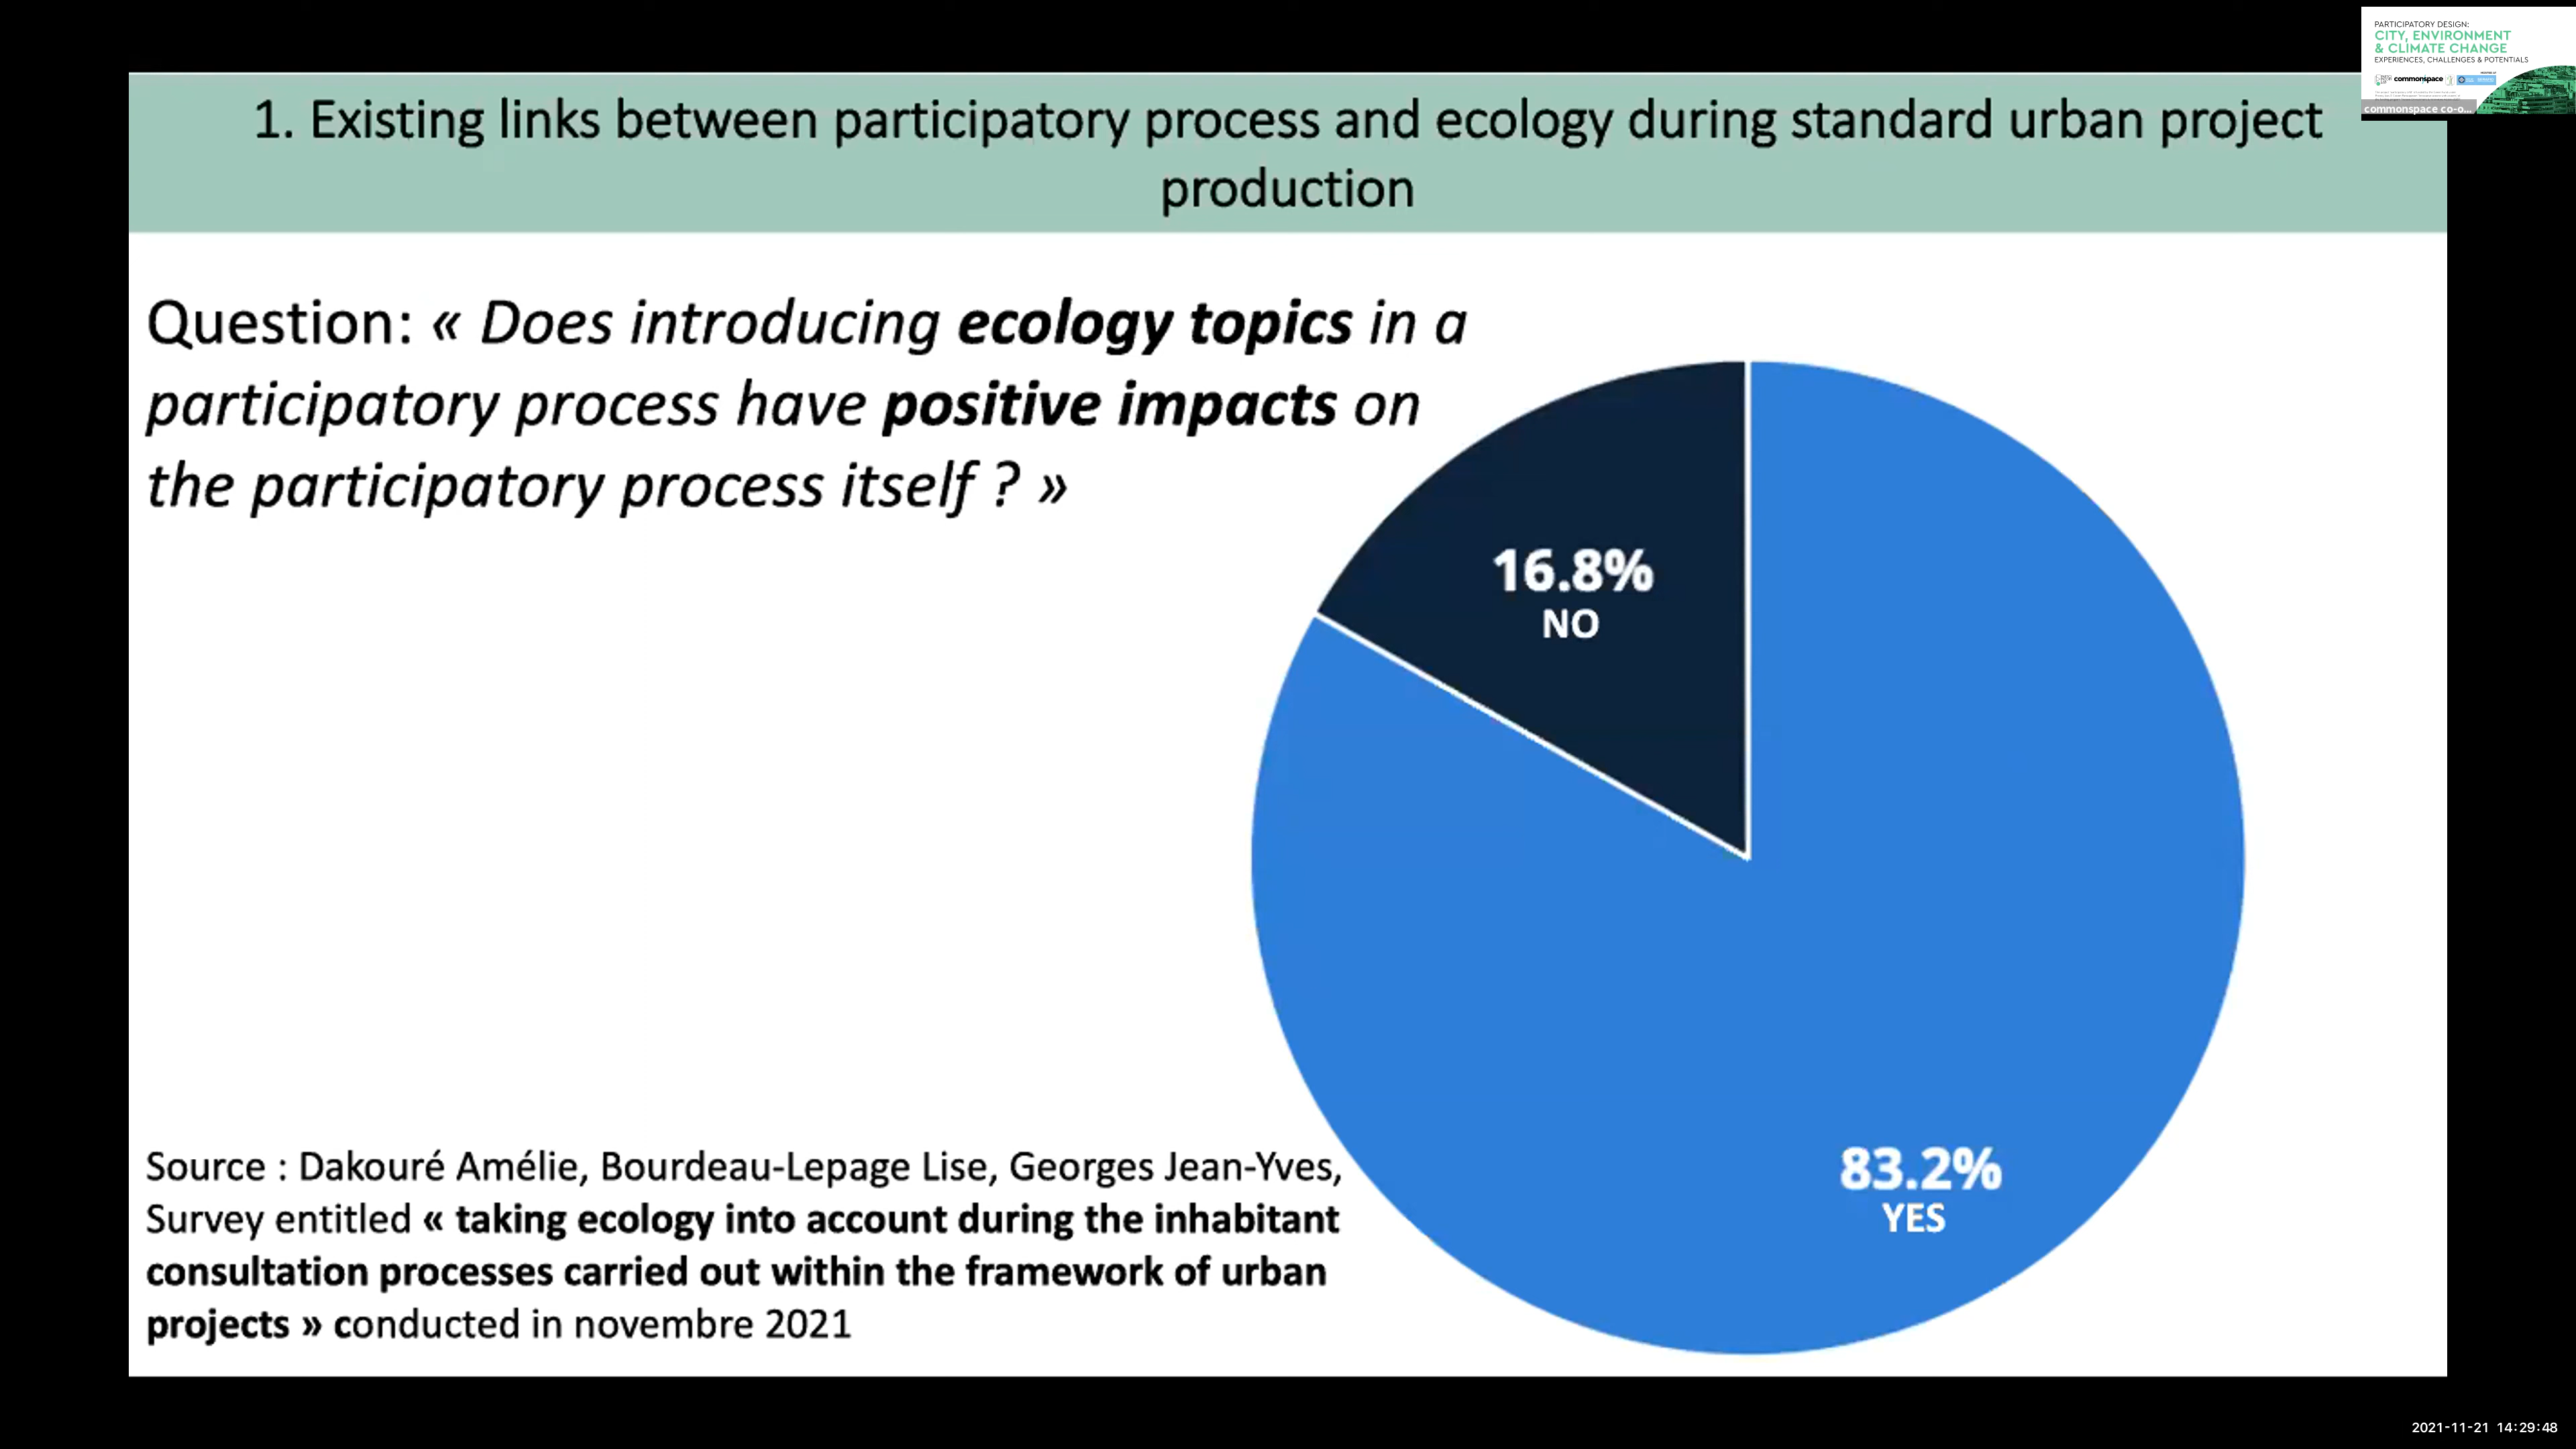 PARTICIPATORY DESIGN:
CITY, ENVIRONMENT
& CLIMATE CHANGE
EXPERIENCES, CHALLENGES & POTENTIALS
commonspace
commonspace co-o...
1. Existing links between participatory process and ecology during standard urban project
production
Question: « Does introducing ecology topics in a
participatory process have positive impacts on
the participatory process itself ? »
16.8%
NO
83.2%
YES
Source : Dakouré Amélie, Bourdeau-Lepage Lise, Georges Jean-Yves,
Survey entitled « taking ecology into account during the inhabitant
consultation processes carried out within the framework of urban
projects » conducted in novembre 2021
2021-11-21 14:29:48